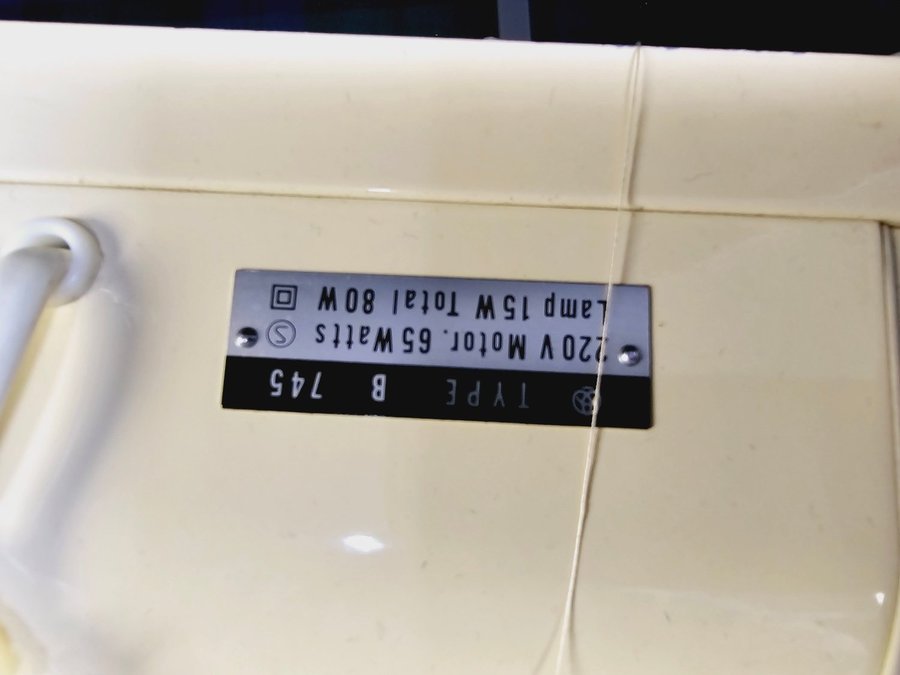 TYPE B 745
220V Motor. 65Watts S
Lamp 15W Total 80W